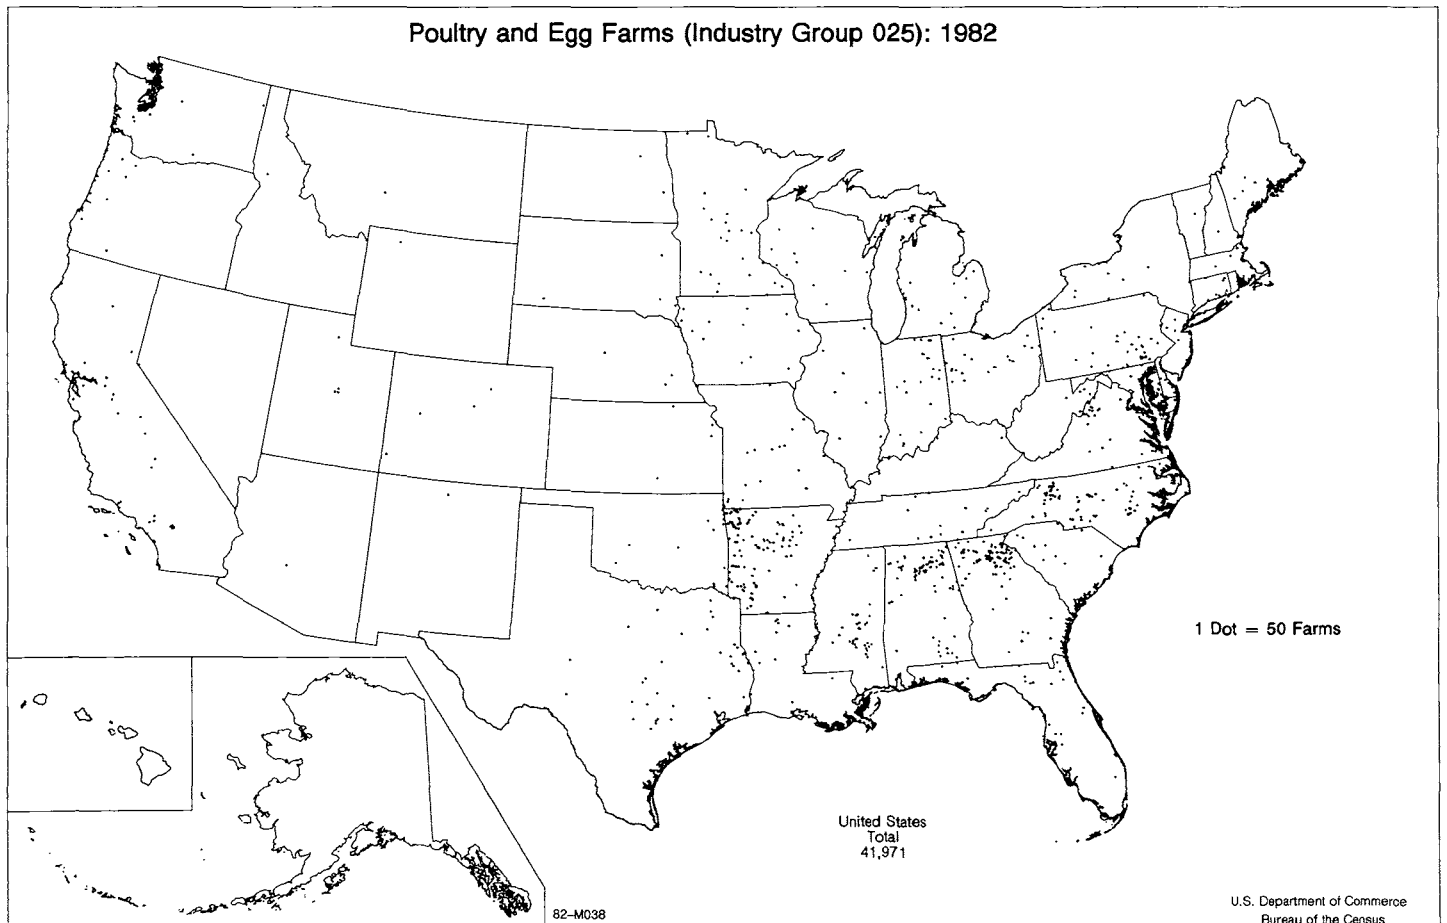 Poultry and Egg Farms (Industry Group 025): 1982
1 Dot = 50 Farms
United States
Total
41,971
82-M038
U.S. Department of Commerce
Bureau of the Census